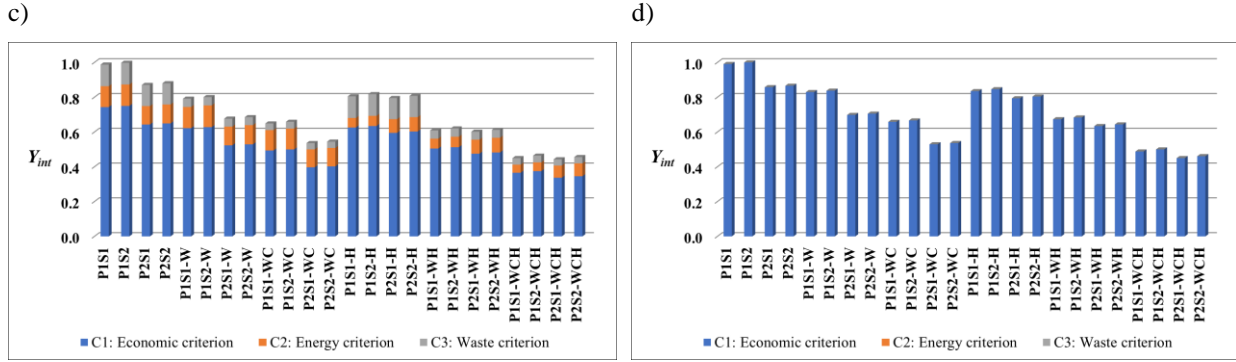 c)
d)
1.0
0.8
0.6
Y_int
0.4
0.2
0.0
P1S1
P1S2
P2S1
P2S2
P1S1-W
P1S2-W
P2S1-W
P2S2-W
P1S1-WC
P1S2-WC
P2S1-WC
P2S2-WC
P1S1-H
P1S2-H
P2S1-H
P2S2-H
P1S1-WH
P1S2-WH
P2S1-WH
P2S2-WH
P1S1-WCH
P1S2-WCH
P2S1-WCH
P2S2-WCH
C1: Economic criterion C2: Energy criterion C3: Waste criterion
1.0
0.8
0.6
Y_int
0.4
0.2
0.0
P1S1
P1S2
P2S1
P2S2
P1S1-W
P1S2-W
P2S1-W
P2S2-W
P1S1-WC
P1S2-WC
P2S1-WC
P2S2-WC
P1S1-H
P1S2-H
P2S1-H
P2S2-H
P1S1-WH
P1S2-WH
P2S1-WH
P2S2-WH
P1S1-WCH
P1S2-WCH
P2S1-WCH
P2S2-WCH
C1: Economic criterion C2: Energy criterion C3: Waste criterion